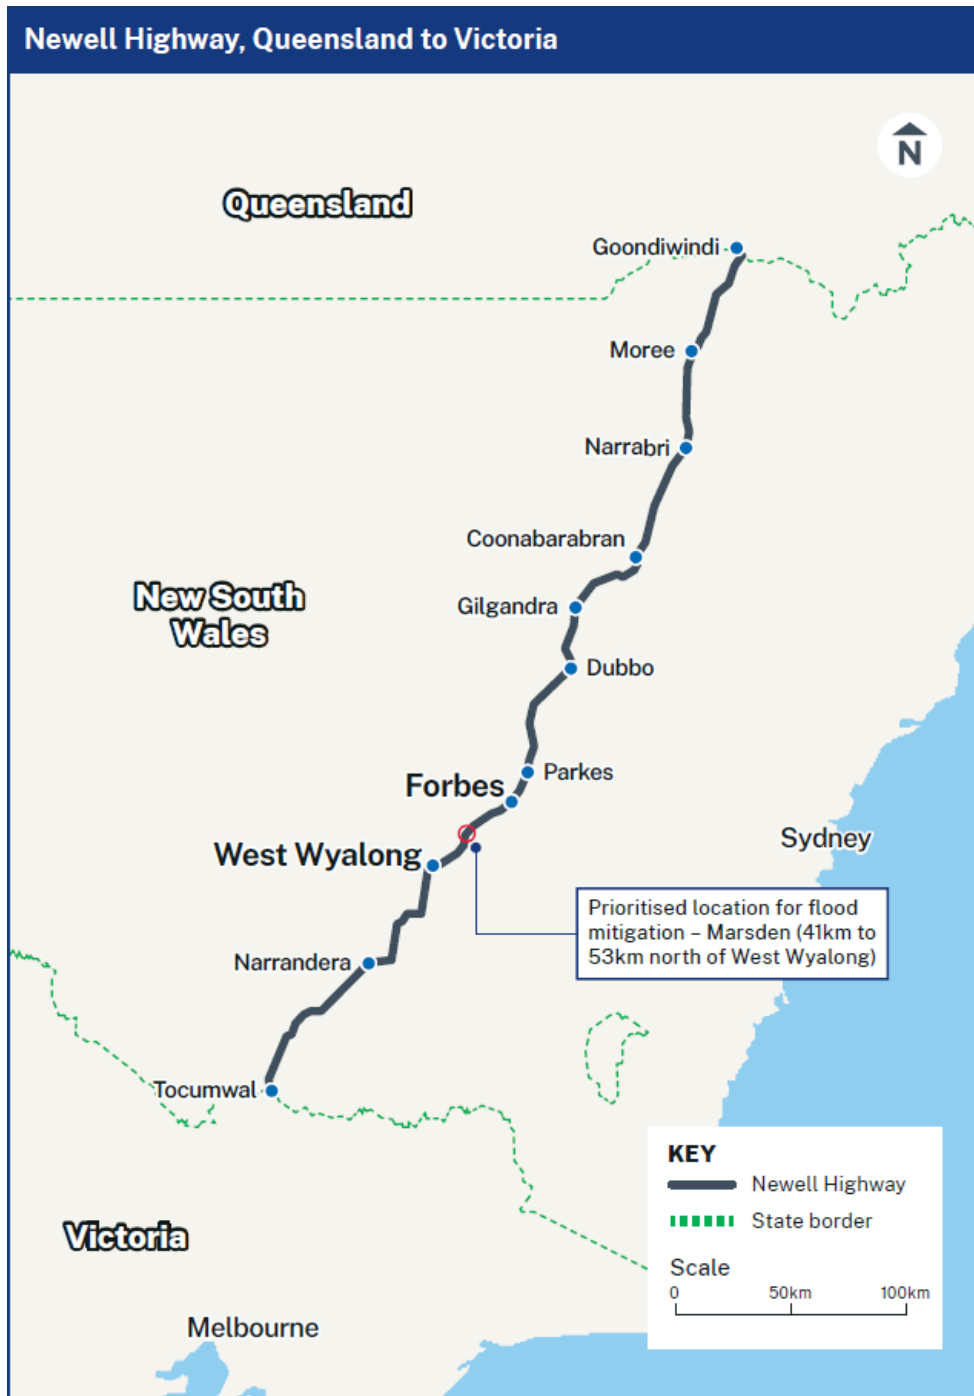 Newell Highway, Queensland to Victoria
N
Queensland
Goondiwindi
Moree
Narrabri
Coonabarabran
Gilgandra
New South
Wales
Dubbo
Parkes
Forbes
Sydney
West Wyalong
Prioritised location for flood
mitigation – Marsden (41km to
53km north of West Wyalong)
Narrandera
Tocumwal
KEY
Newell Highway
State border
Scale
0 50km 100km
Victoria
Melbourne